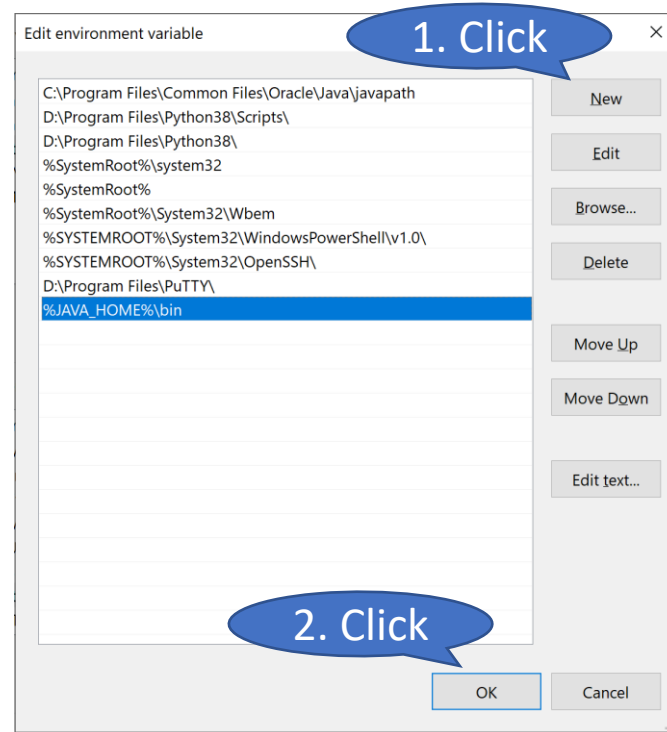 Edit environment variable
1. Click
C:\Program Files\Common Files\Oracle\Java\javapath
New
D:\Program Files\Python38\Scripts\
D:\Program Files\Python38\
Edit
%SystemRoot%\system32
%SystemRoot%
Browse...
%SystemRoot%\System32\Wbem
%SYSTEMROOT%\System32\WindowsPowerShell\v1.0\
%SYSTEMROOT%\System32\OpenSSH\
Delete
D:\Program Files\PuTTY\
%JAVA_HOME%\bin
Move Up
Move Down
Edit text...
2. Click
OK
Cancel